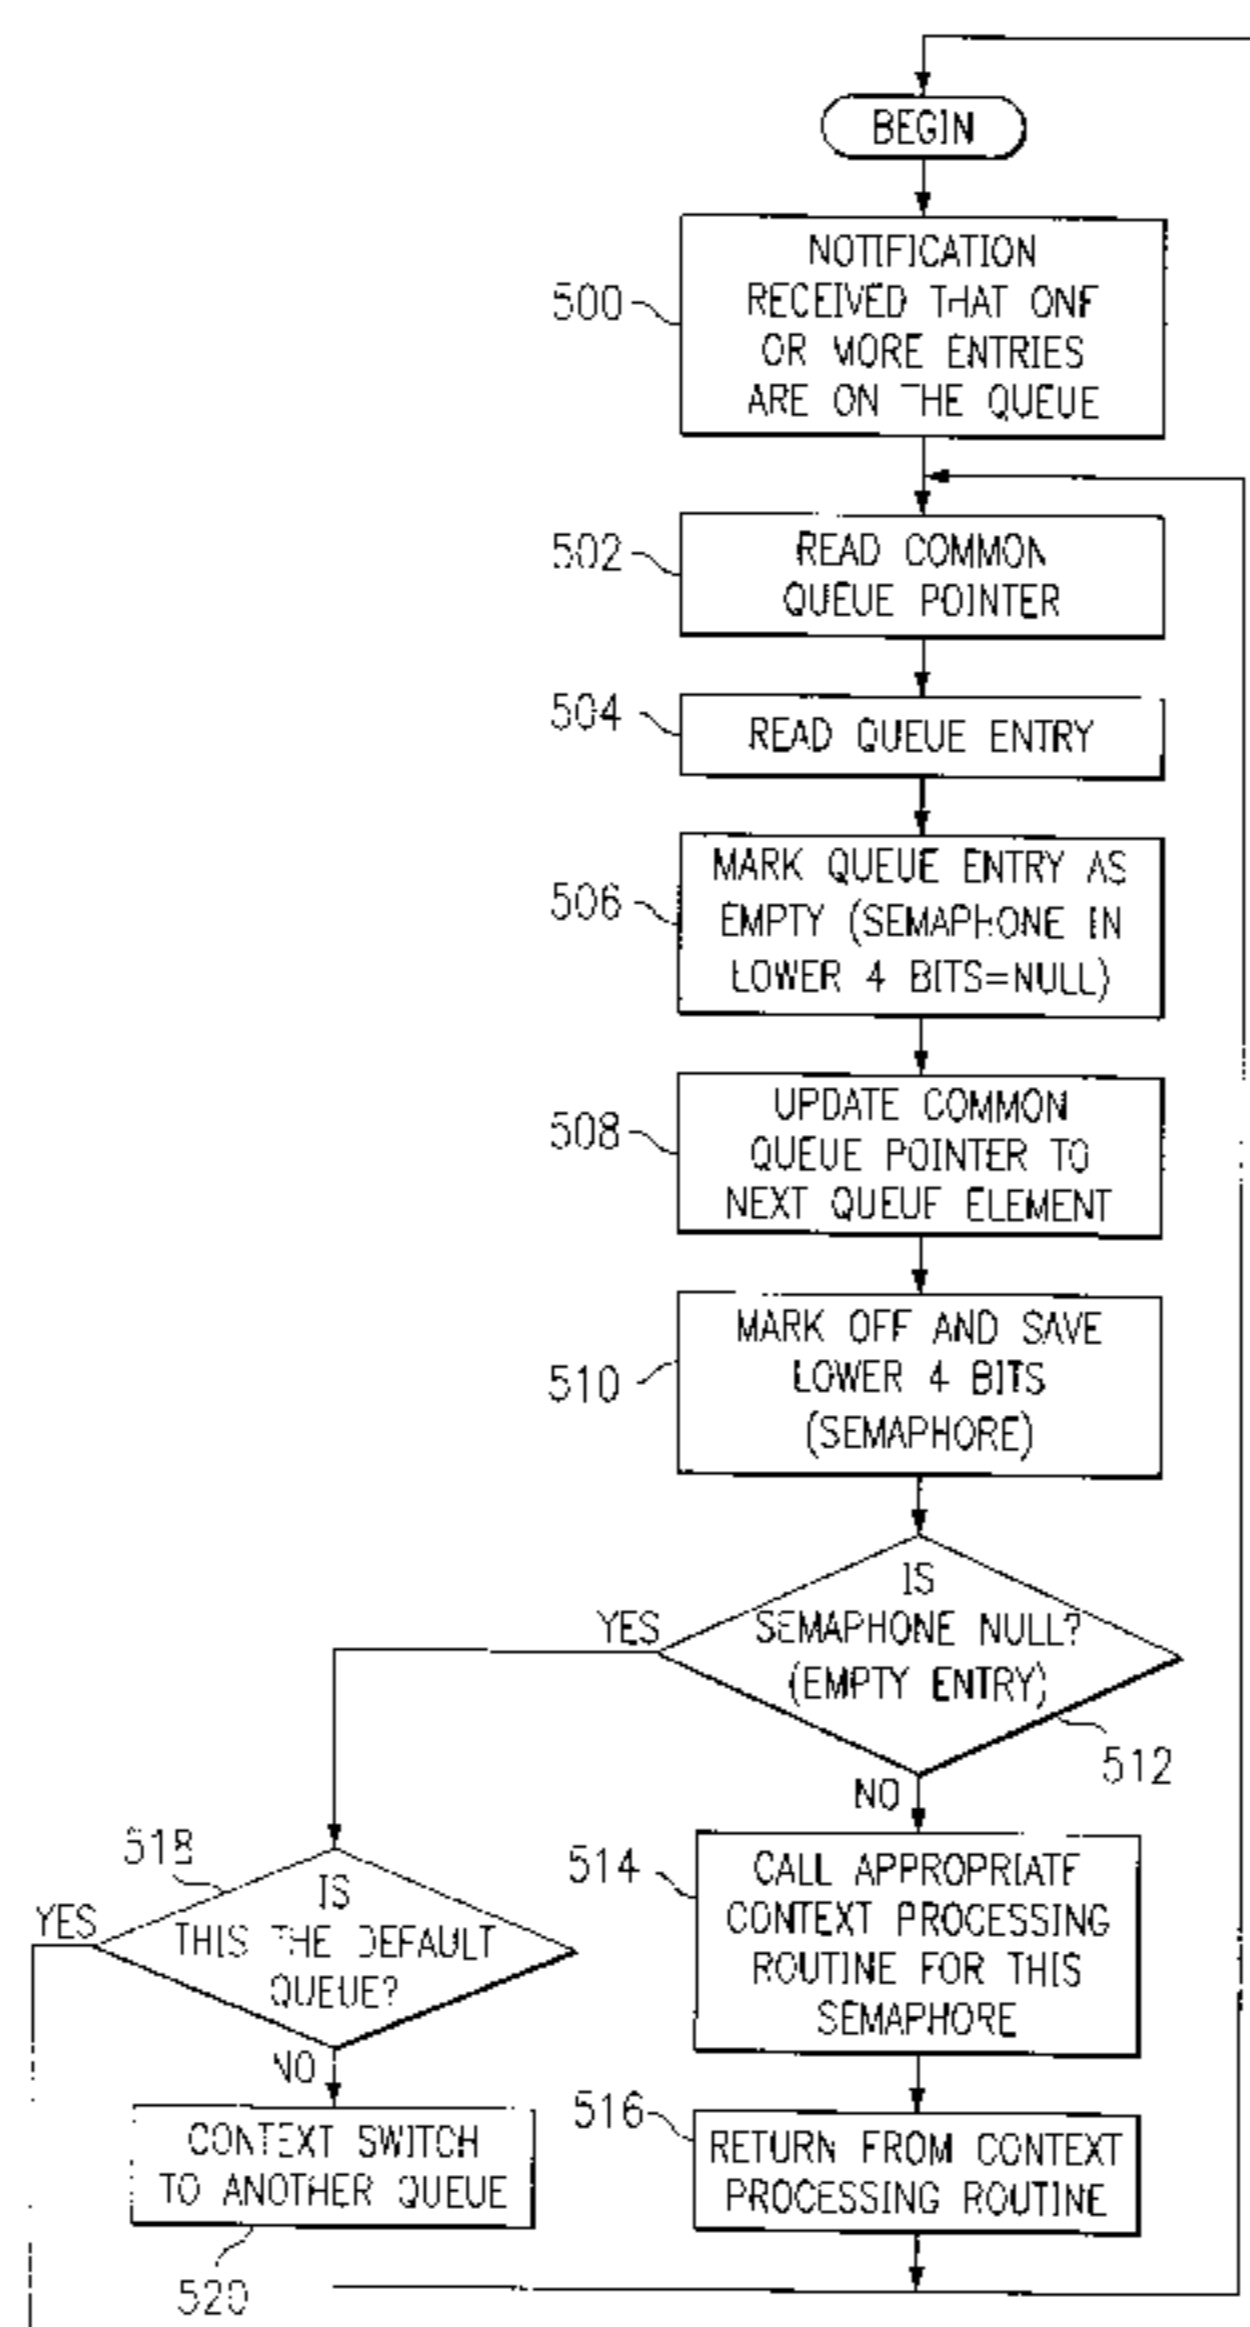 BEGIN
500
NOTIFICATION
RECEIVED THAT ONE
OR MORE ENTRIES
ARE ON THE QUEUE
502
READ COMMON
QUEUE POINTER
504
READ QUEUE ENTRY
506
MARK QUEUE ENTRY AS
EMPTY (SEMAPHONE IN
LOWER 4 BITS=NULL)
508
UPDATE COMMON
QUEUE POINTER TO
NEXT QUEUE ELEMENT
510
MARK OFF AND SAVE
LOWER 4 BITS
(SEMAPHORE)
IS
SEMAPHONE NULL?
(EMPTY ENTRY)
YES
512
NO
514
CALL APPROPRIATE
CONTEXT PROCESSING
ROUTINE FOR THIS
SEMAPHORE
518
YES
IS
THIS THE DEFAULT
QUEUE?
NO
516
RETURN FROM CONTEXT
PROCESSING ROUTINE
CONTEXT SWITCH
TO ANOTHER QUEUE
520